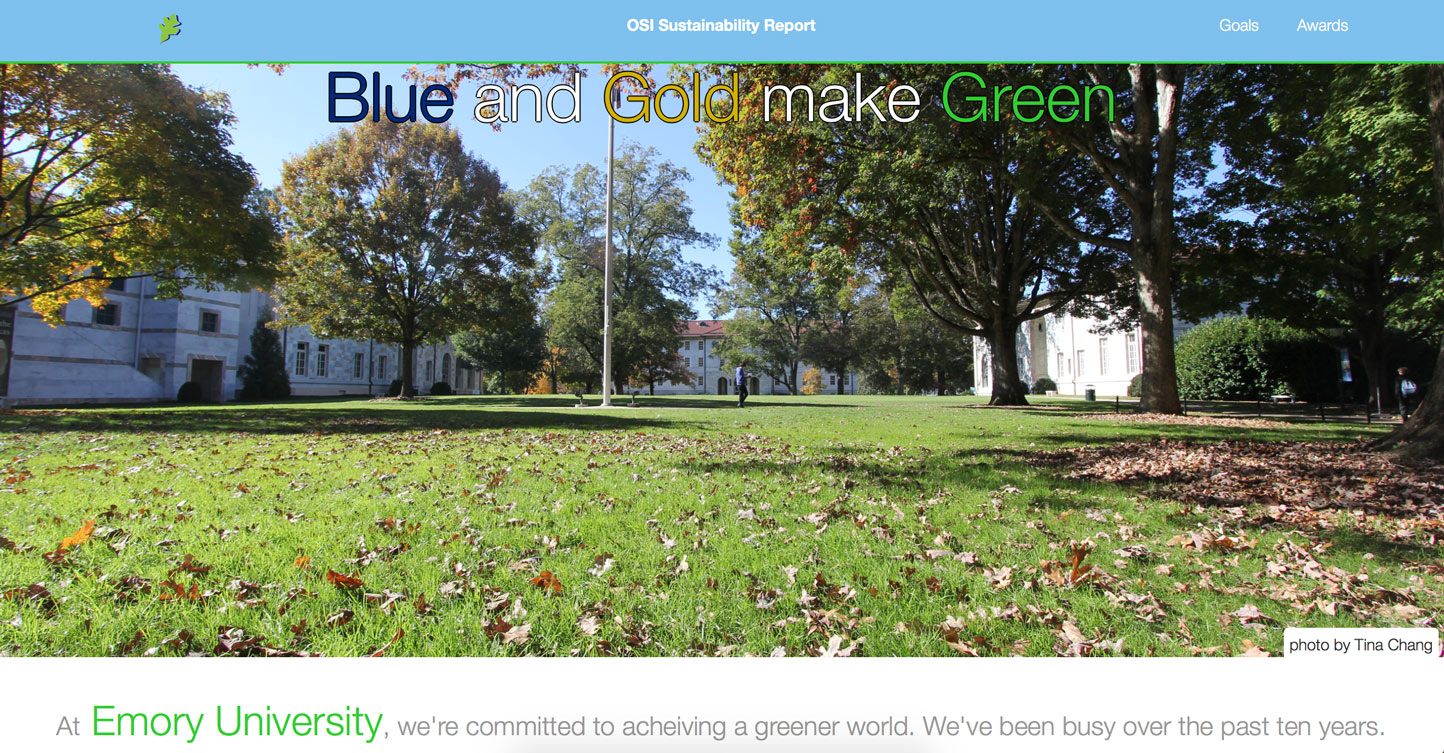 OSI Sustainability Report
Goals Awards
Blue and Gold make Green
photo by Tina Chang
At Emory University, we're committed to acheiving a greener world. We've been busy over the past ten years.